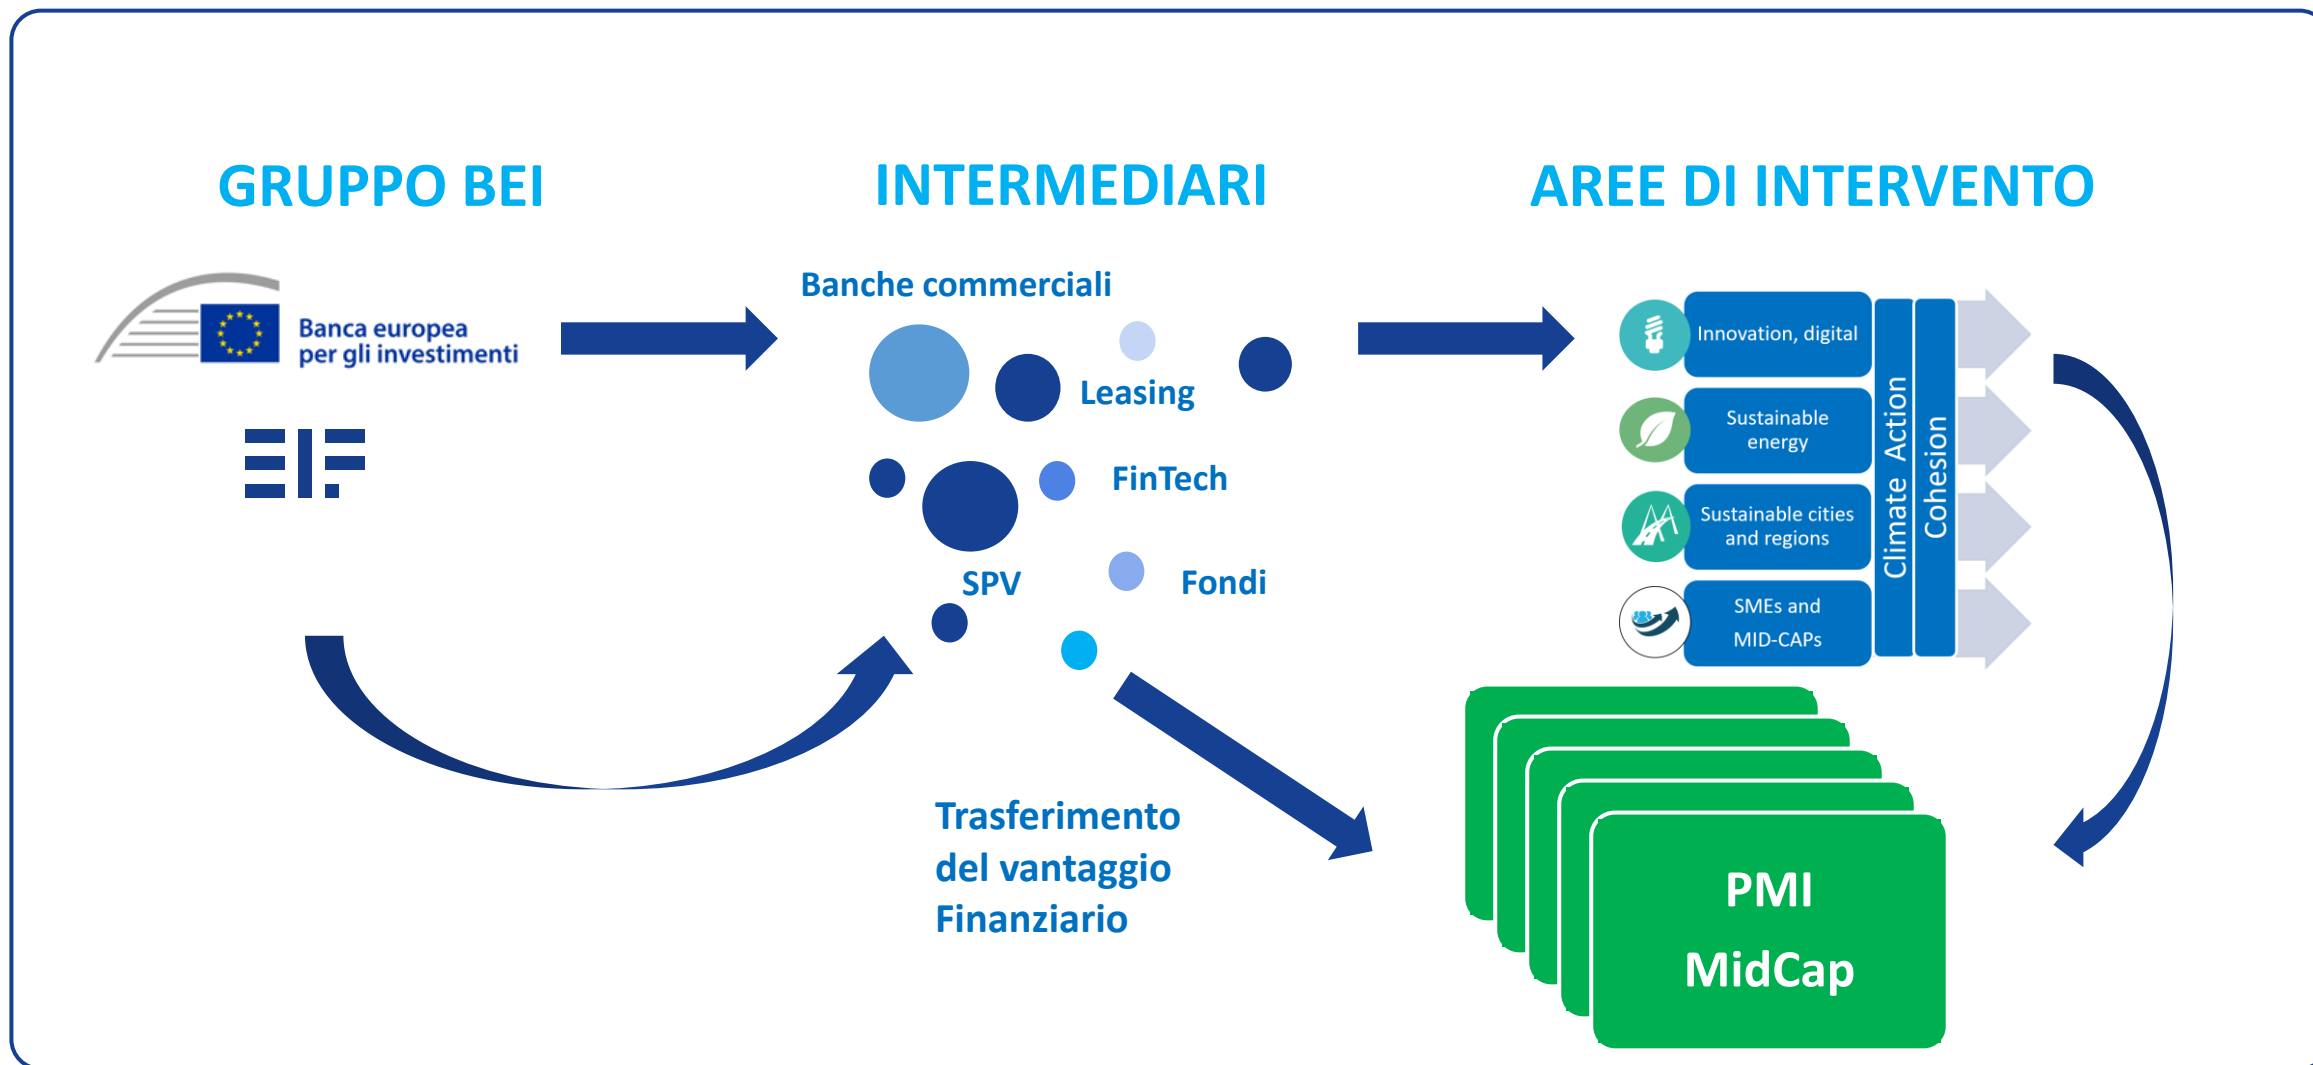 GRUPPO BEI
INTERMEDIARI
AREE DI INTERVENTO
Banca europea
per gli investimenti
EIF
Banche commerciali
Leasing
FinTech
SPV
Fondi
Innovation, digital
Sustainable
energy
Sustainable cities
and regions
SMEs and
MID-CAPs
Climate Action
Cohesion
Trasferimento
del vantaggio
Finanziario
PMI
MidCap